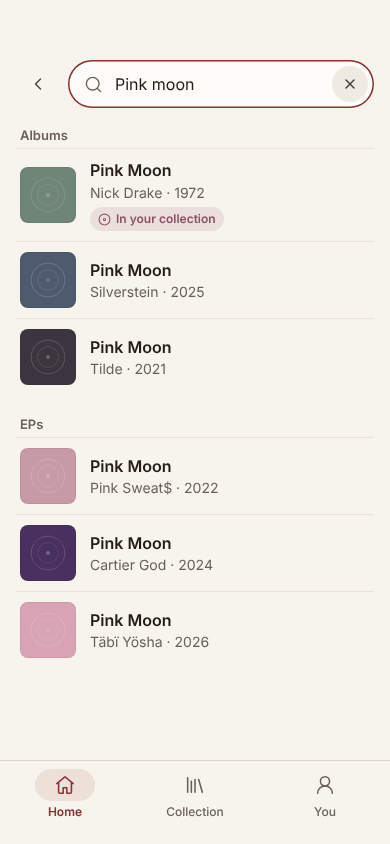 Pink moon
Albums
Pink Moon
Nick Drake · 1972
In your collection
Pink Moon
Silverstein · 2025
Pink Moon
Tilde · 2021
EPs
Pink Moon
Pink Sweat$ · 2022
Pink Moon
Cartier God · 2024
Pink Moon
Täbï Yösha · 2026
Home
Collection
You